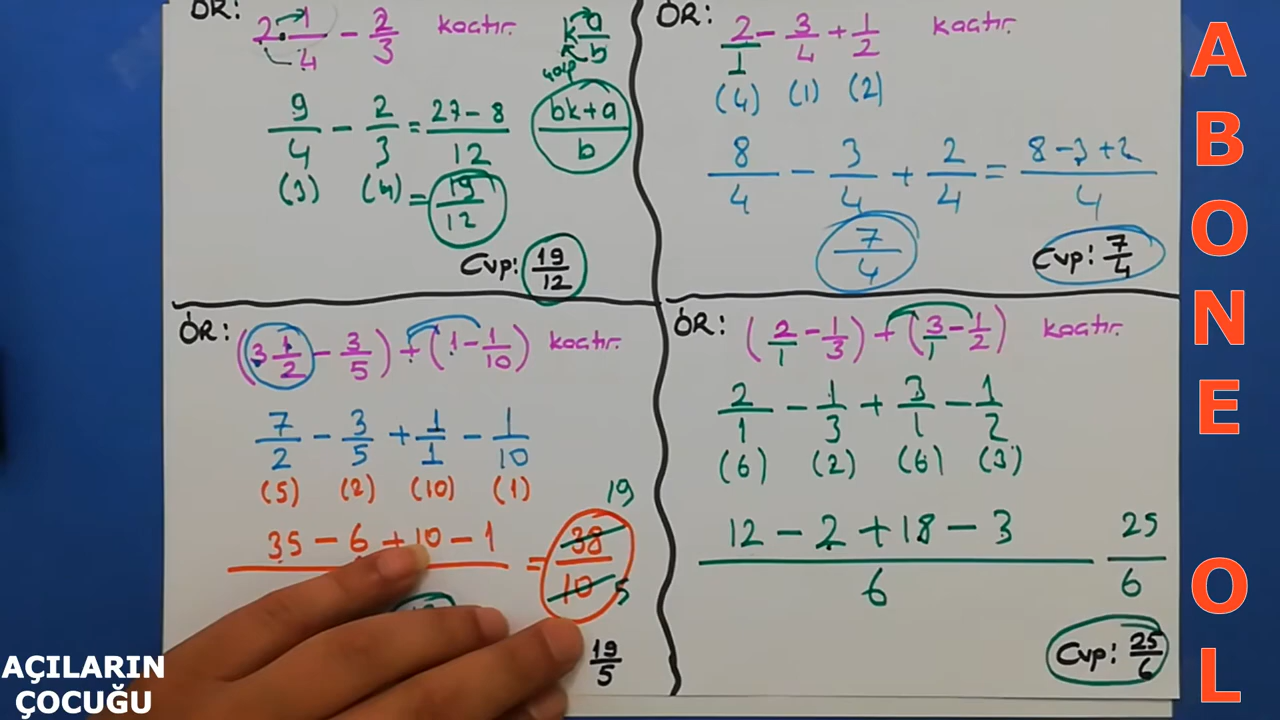 ÖR:
2 1/4 - 2/3 kaçtır.
k a/b
9/4 - 2/3 = 27-8/12
bk+a/b
(3) (4) = 19/12
Cvp: 19/12
ÖR:
2/1 - 3/4 + 1/2 kaçtır.
(4) (1) (2)
8/4 - 3/4 + 2/4 = 8-3+2/4
7/4
Cvp: 7/4
ÖR:
(3 1/2 - 3/5) + (1 - 1/10) kaçtır.
7/2 - 3/5 + 1/1 - 1/10
(5) (2) (10) (1)
35 - 6 + 10 - 1 = 38/10
19
5
19/5
ÖR:
(2/1 - 1/3) + (3/1 - 1/2) kaçtır.
2/1 - 1/3 + 3/1 - 1/2
(6) (2) (6) (3)
12 - 2 + 18 - 3/6 25/6
Cvp: 25/6
AÇILARIN
ÇOCUĞU
ABONE OL